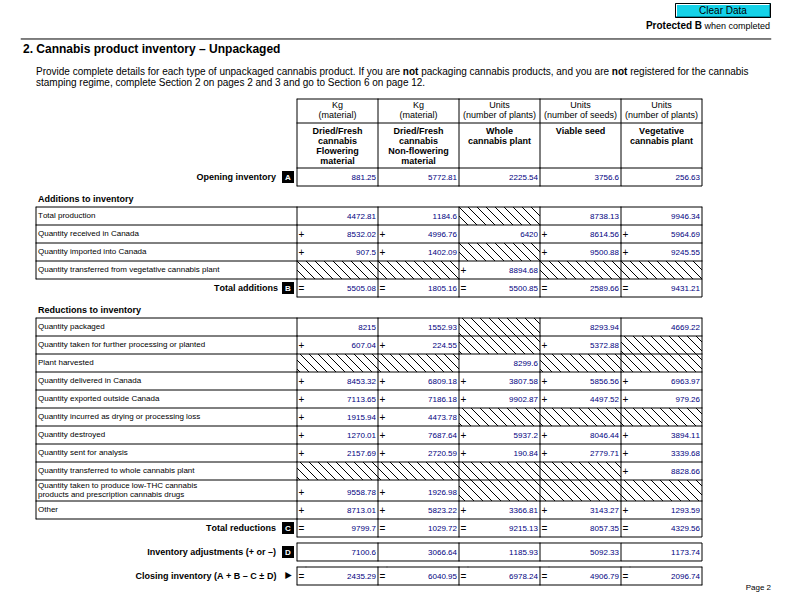 Clear Data
Protected B when completed
2. Cannabis product inventory – Unpackaged
Provide complete details for each type of unpackaged cannabis product. If you are not packaging cannabis products, and you are not registered for the cannabis
stamping regime, complete Section 2 on pages 2 and 3 and go to Section 6 on page 12.
Kg Kg Units Units Units
(material) (material) (number of plants) (number of seeds) (number of plants)
Dried/Fresh Dried/Fresh Whole Viable seed Vegetative
cannabis cannabis cannabis plant cannabis plant
Flowering Non-flowering
material material
Opening inventory A 881.25 5772.81 2225.54 3756.6 256.63
Additions to inventory
Total production 4472.81 1184.6 8738.13 9946.34
Quantity received in Canada + 8532.02 + 4996.76 6420 + 8614.56 + 5964.69
Quantity imported into Canada + 907.5 + 1402.09 + 9500.88 + 9245.55
Quantity transferred from vegetative cannabis plant + 8894.68
Total additions B = 5505.08 = 1805.16 = 5500.85 = 2589.66 = 9431.21
Reductions to inventory
Quantity packaged 8215 1552.93 8293.94 4669.22
Quantity taken for further processing or planted + 607.04 + 224.55 + 5372.88
Plant harvested 8299.6
Quantity delivered in Canada + 8453.32 + 6809.18 + 3807.58 + 5856.56 + 6963.97
Quantity exported outside Canada + 7113.65 + 7186.18 + 9902.87 + 4497.52 + 979.26
Quantity incurred as drying or processing loss + 1915.94 + 4473.78
Quantity destroyed + 1270.01 + 7687.64 + 5937.2 + 8046.44 + 3894.11
Quantity sent for analysis + 2157.69 + 2720.59 + 190.84 + 2779.71 + 3339.68
Quantity transferred to whole cannabis plant + 8828.66
Quantity taken to produce low-THC cannabis
products and prescription cannabis drugs + 9558.78 + 1926.98
Other + 8713.01 + 5823.22 + 3366.81 + 3143.27 + 1293.59
Total reductions C = 9799.7 = 1029.72 = 9215.13 = 8057.35 = 4329.56
Inventory adjustments (+ or –) D 7100.6 3066.64 1185.93 5092.33 1173.74
Closing inventory (A + B – C ± D) ► = 2435.29 = 6040.95 = 6978.24 = 4906.79 = 2096.74
Page 2